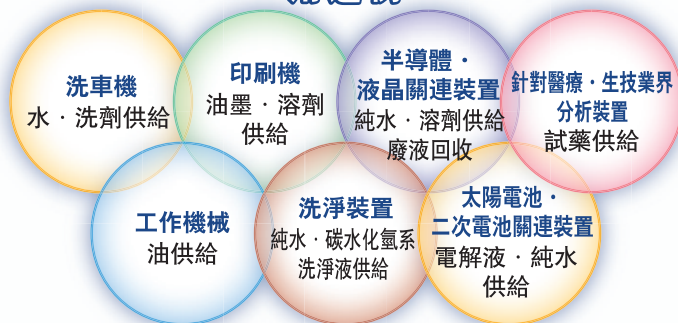 洗車機
水・洗劑供給
印刷機
油墨・溶劑
供給
半導體・
液晶關連裝置
純水・溶劑供給
廢液回收
針對醫療・生技業界
分析裝置
試藥供給
工作機械
油供給
洗淨裝置
純水・碳水化氫系
洗淨液供給
太陽電池・
二次電池關連裝置
電解液・純水
供給